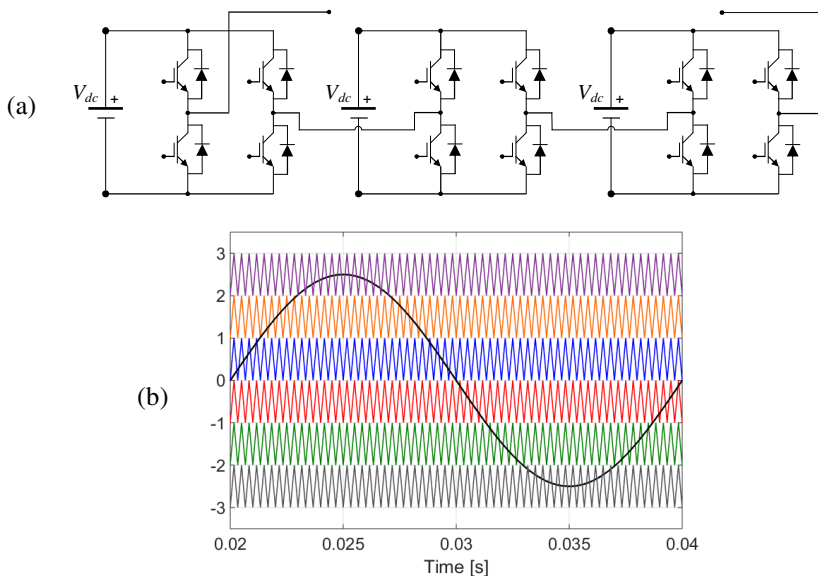 (a)
V_dc +
V_dc +
V_dc +
(b)
3
2
1
0
-1
-2
-3
0.02 0.025 0.03 0.035 0.04
Time [s]